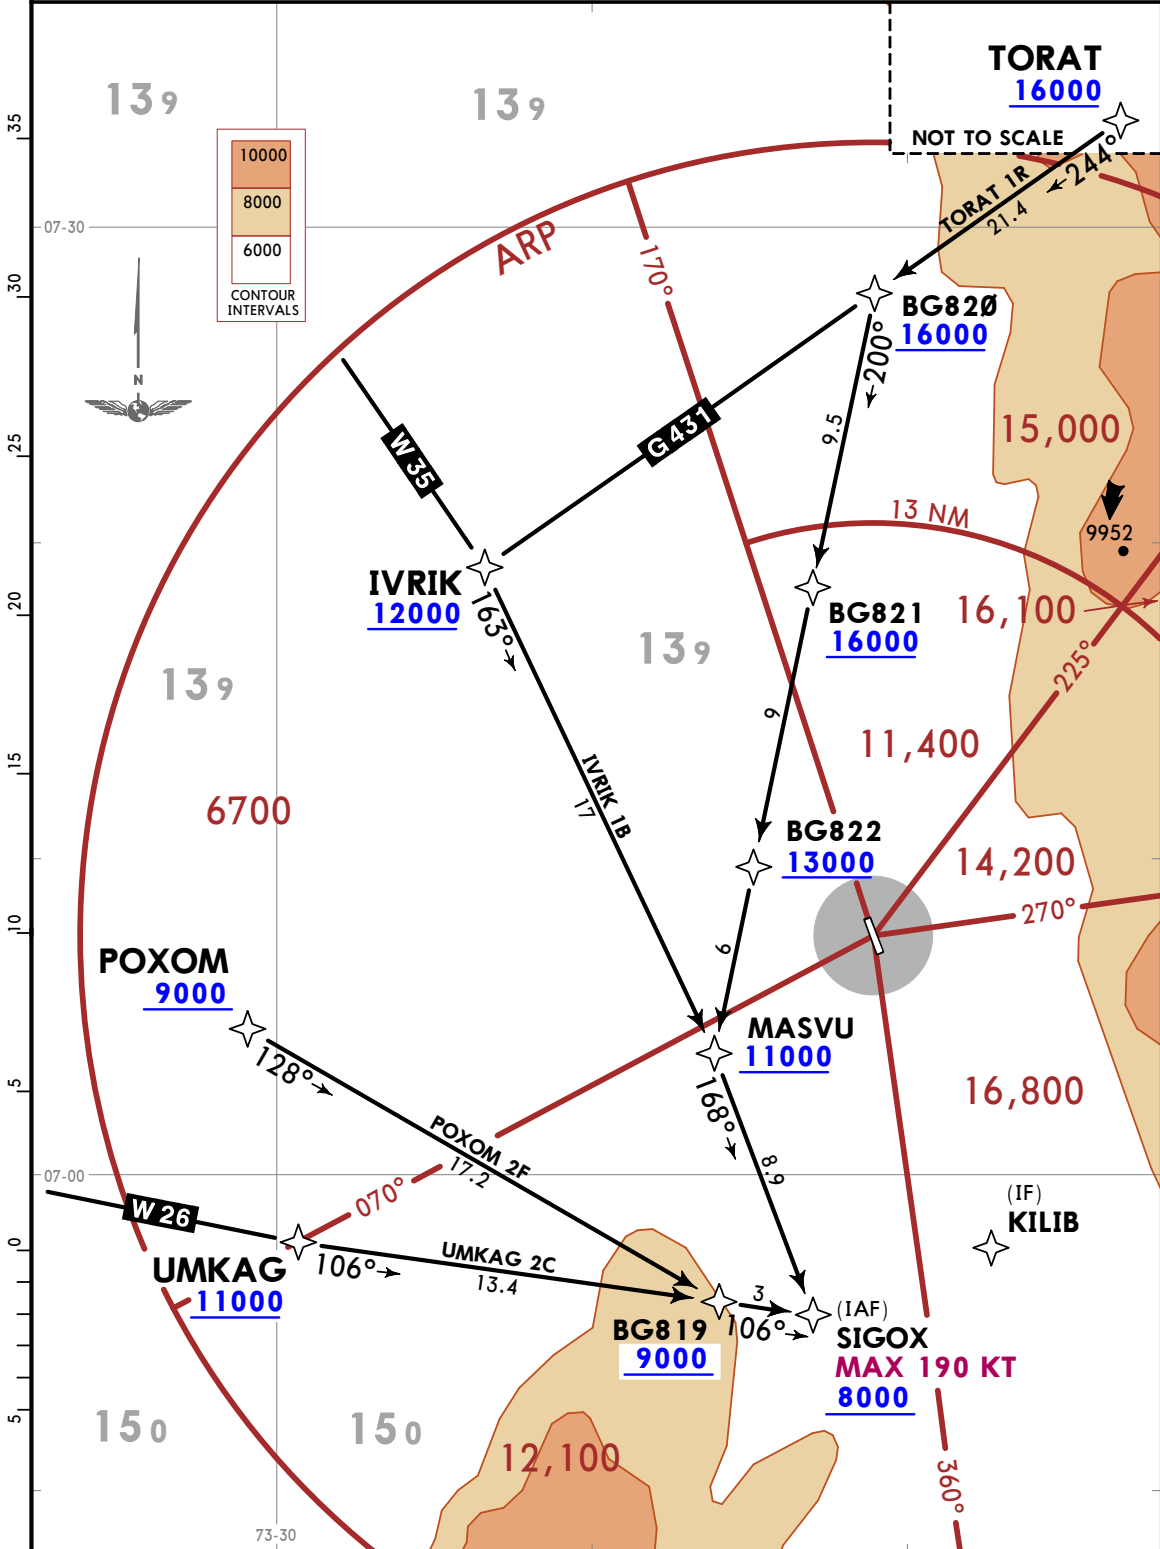 TORAT
16000
NOT TO SCALE
139
139
10000
8000
6000
CONTOUR
INTERVALS
35
07-30
ARP
170°
TORAT 1R
21.4
244°
30
N
BG820
16000
200°
9.5
W 35
G 431
15,000
25
13 NM
9952
IVRIK
12000
163°
BG821
16000
16,100
20
139
139
225°
9
11,400
15
6700
IVRIK 1B
17
BG822
13000
14,200
270°
10
9
POXOM
9000
128°
MASVU
11000
168°
16,800
5
POXOM 2F
17.2
8.9
07-00
070°
(IF)
KILIB
W 26
0
UMKAG
11000
106°
UMKAG 2C
13.4
3
106°
BG819
9000
(IAF)
SIGOX
MAX 190 KT
8000
5
150
150
12,100
360°
73-30